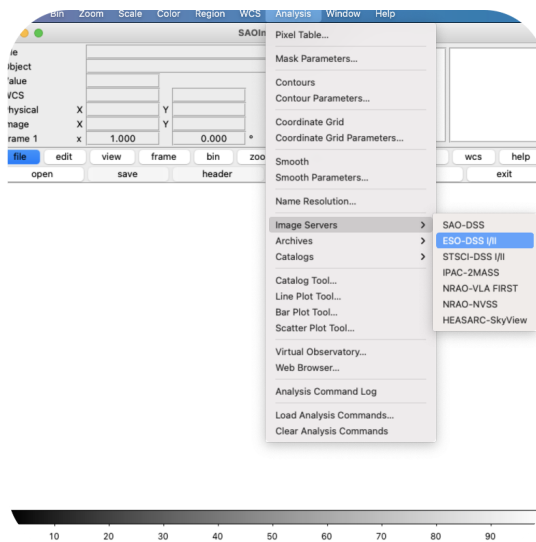 Bin Zoom Scale Color Region WCS Analysis Window Help
SAOIm
Object
Value
WCS
Physical X Y
Image X Y
Frame 1 x 1.000 0.000 °
file edit view frame bin zoo wcs help
open save header exit
Pixel Table...
Mask Parameters...
Contours
Contour Parameters...
Coordinate Grid
Coordinate Grid Parameters...
Smooth
Smooth Parameters...
Name Resolution...
Image Servers >
Archives >
Catalogs >
Catalog Tool...
Line Plot Tool...
Bar Plot Tool...
Scatter Plot Tool...
Virtual Observatory...
Web Browser...
Analysis Command Log
Load Analysis Commands...
Clear Analysis Commands
SAO-DSS
ESO-DSS I/II
STSCI-DSS I/II
IPAC-2MASS
NRAO-VLA FIRST
NRAO-NVSS
HEASARC-SkyView
10 20 30 40 50 60 70 80 90